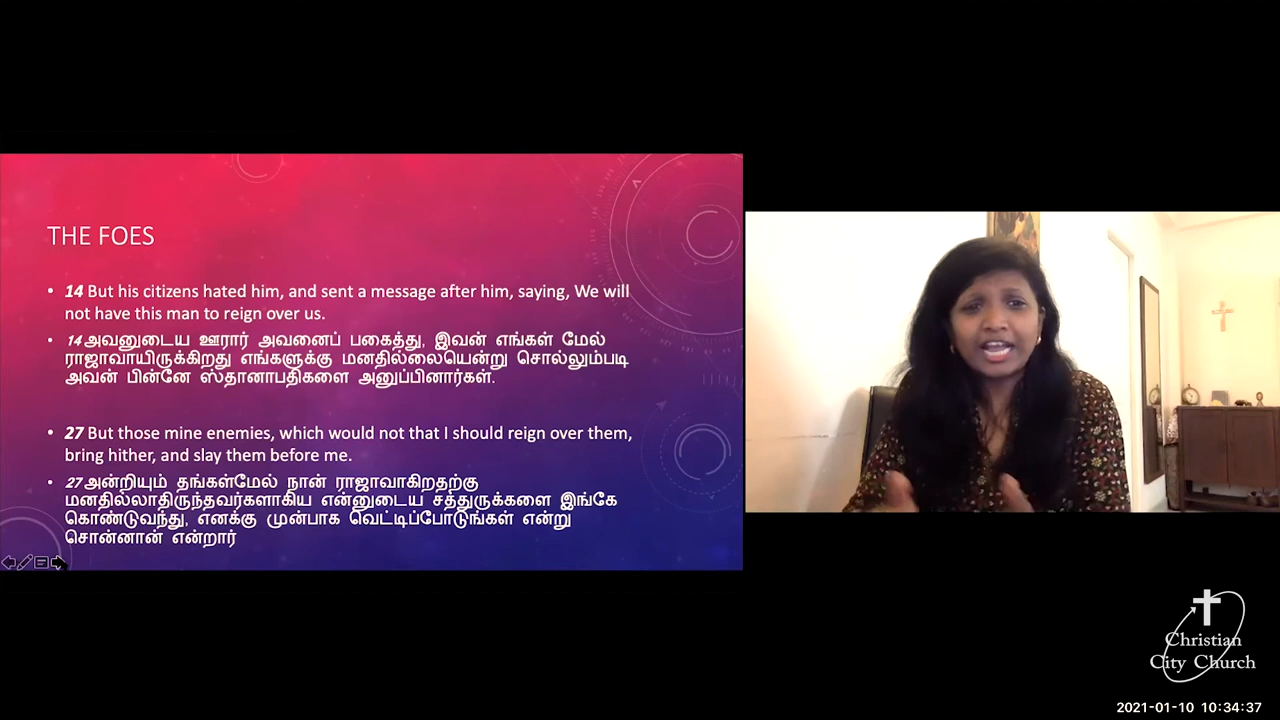 THE FOES
• 14 But his citizens hated him, and sent a message after him, saying, We will
not have this man to reign over us.
• 14 அவனுடைய ஊரார் அவனைப் பகைத்து, இவன் எங்கள் மேல்
ராஜாவாயிருக்கிறது எங்களுக்கு மனதில்லையென்று சொல்லும்படி
அவன் பின்னே ஸ்தானாபதிகளை அனுப்பினார்கள்.
• 27 But those mine enemies, which would not that I should reign over them,
bring hither, and slay them before me.
• 27 அன்றியும் தங்கள்மேல் நான் ராஜாவாகிறதற்கு
மனதில்லாதிருந்தவர்களாகிய என்னுடைய சத்துருக்களை இங்கே
கொண்டுவந்து, எனக்கு முன்பாக வெட்டிப்போடுங்கள் என்று
சொன்னான் என்றார்
Christian
City Church
2021-01-10 10:34:37